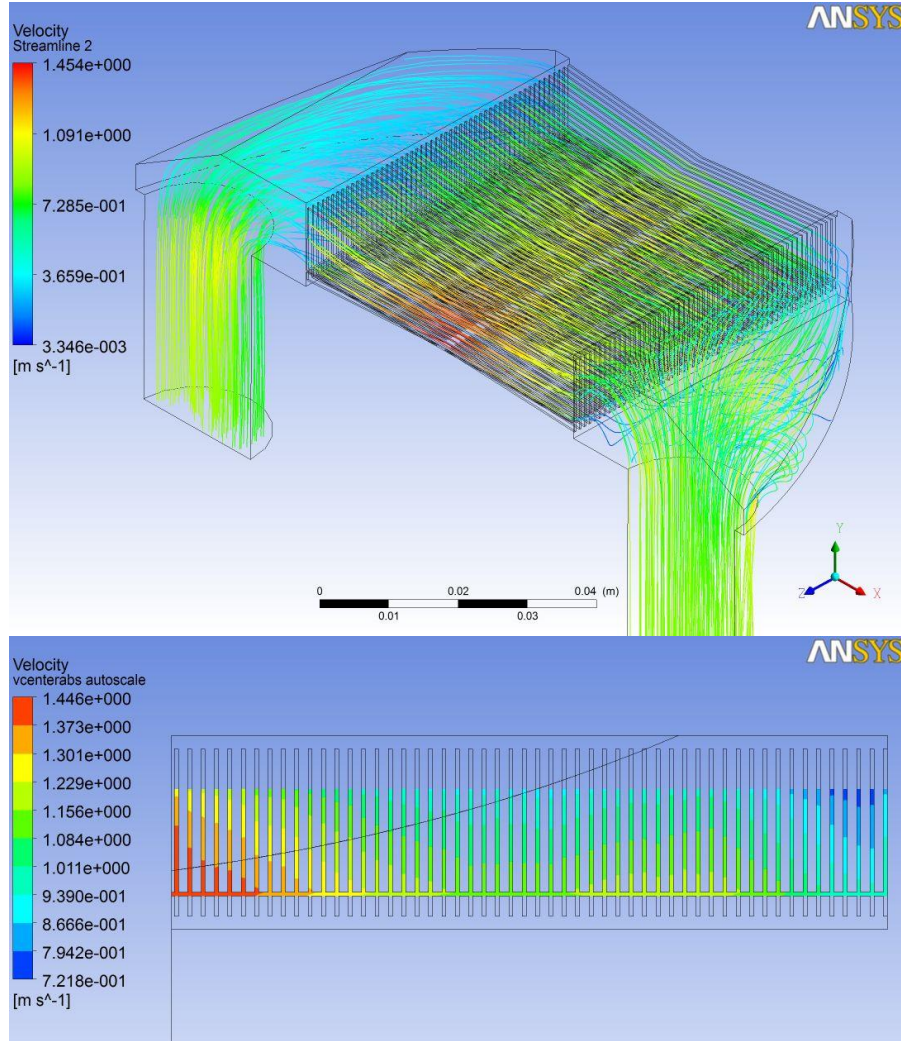 ANSYS
Velocity
Streamline 2
1.454e+000
1.091e+000
7.285e-001
3.659e-001
3.346e-003
[m s^-1]
0 0.02 0.04 (m)
0.01 0.03
Y
Z X
ANSYS
Velocity
vcenterabs autoscale
1.446e+000
1.373e+000
1.301e+000
1.229e+000
1.156e+000
1.084e+000
1.011e+000
9.390e-001
8.666e-001
7.942e-001
7.218e-001
[m s^-1]